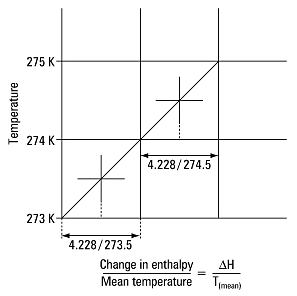 275 K
Temperature
274 K
4.228/274.5
273 K
4.228/273.5
Change in enthalpy / Mean temperature = ΔH / T(mean)